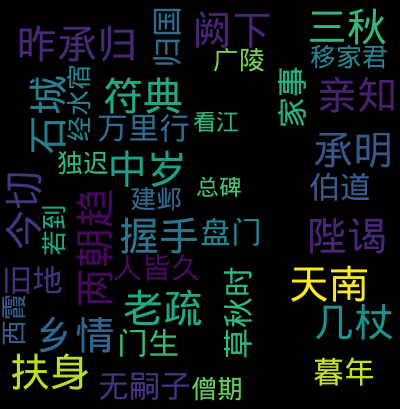 昨承归
归国
阙下
三秋
广陵
移家君
石城
经水宿
符典
家事
亲知
万里行
看江
承明
独迟
中岁
总碑
伯道
今切
若到
两朝趋
建邺
握手
盘门
陛谒
旧地
人皆久
西霞
草秋时
天南
老疏
几杖
乡情
门生
扶身
无嗣子
僧期
暮年